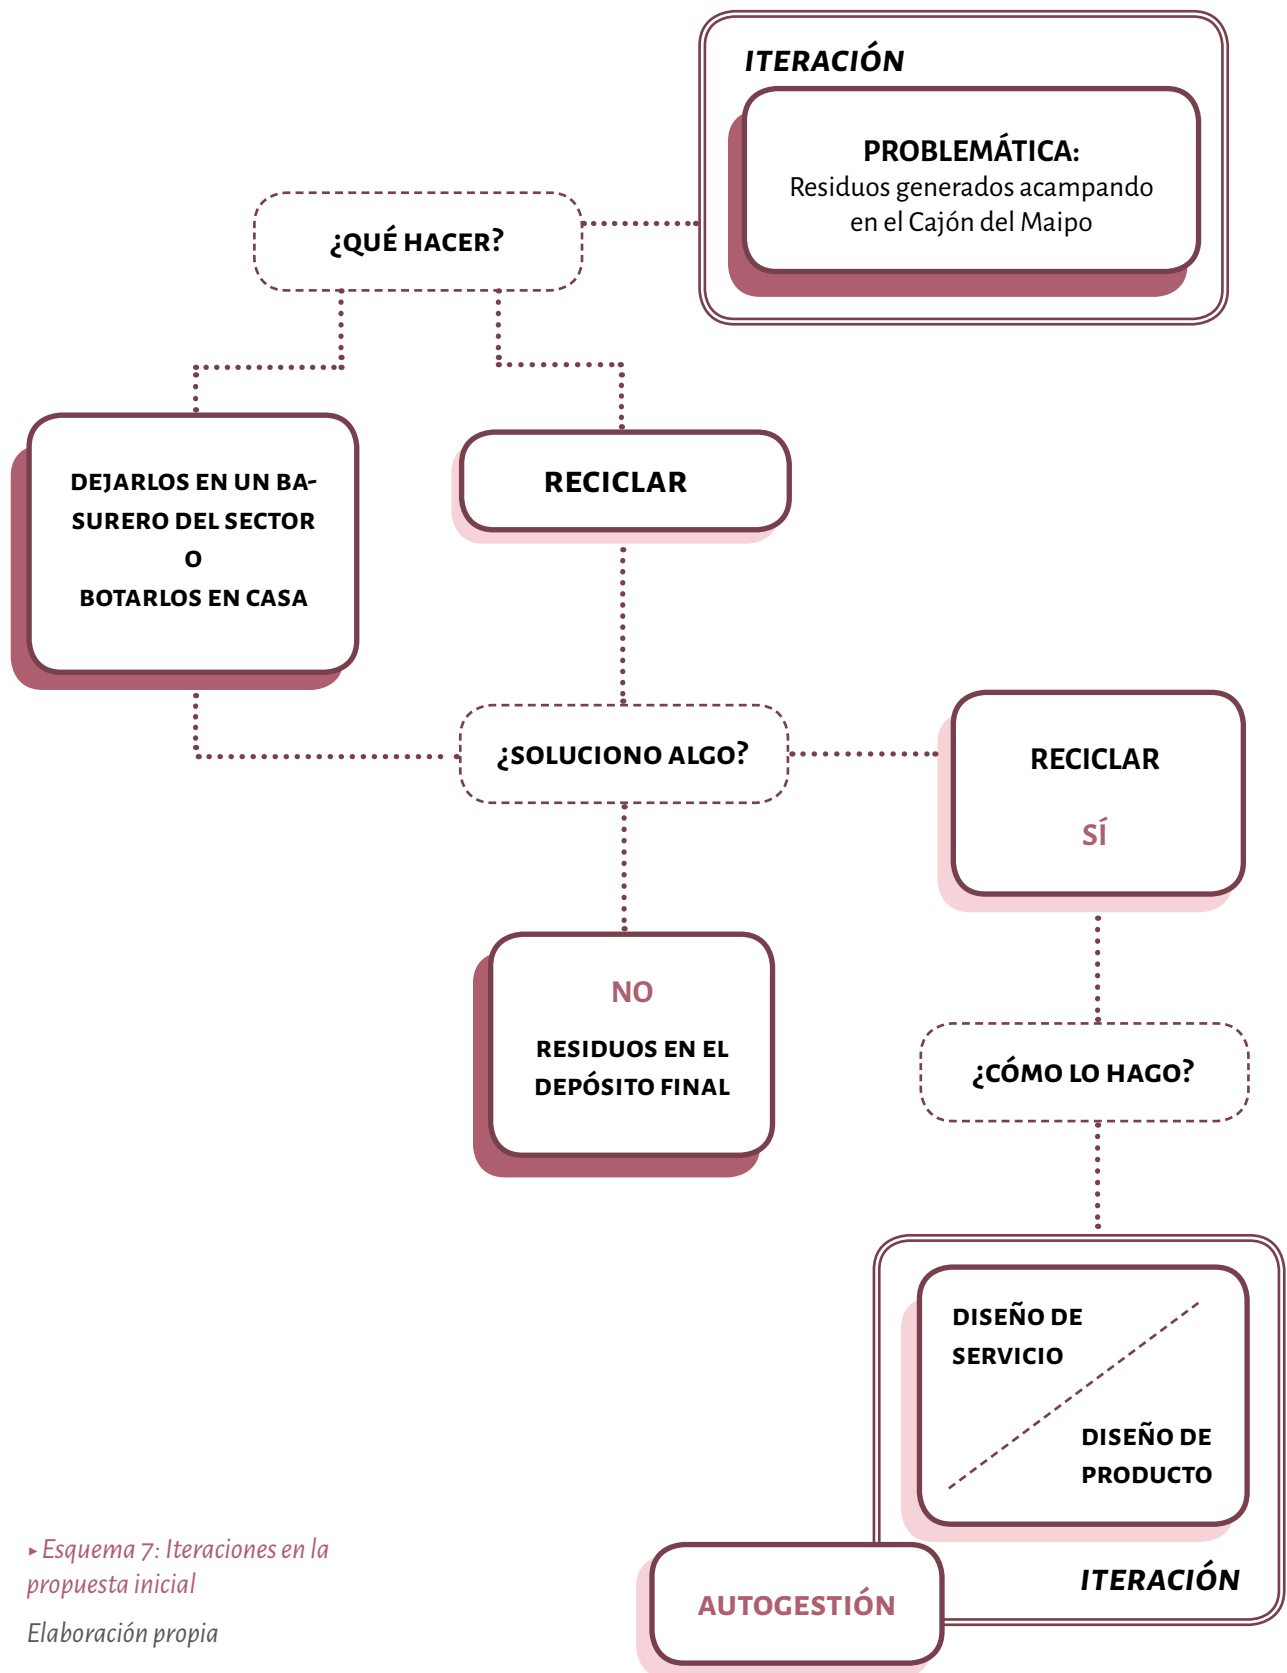 ITERACIÓN
PROBLEMÁTICA:
Residuos generados acampando
en el Cajón del Maipo
¿QUÉ HACER?
DEJARLOS EN UN BA-
SURERO DEL SECTOR
O
BOTARLOS EN CASA
RECICLAR
¿SOLUCIONO ALGO?
RECICLAR
SÍ
NO
RESIDUOS EN EL
DEPÓSITO FINAL
¿CÓMO LO HAGO?
DISEÑO DE
SERVICIO
DISEÑO DE
PRODUCTO
ITERACIÓN
AUTOGESTIÓN
▸ Esquema 7: Iteraciones en la
propuesta inicial
Elaboración propia